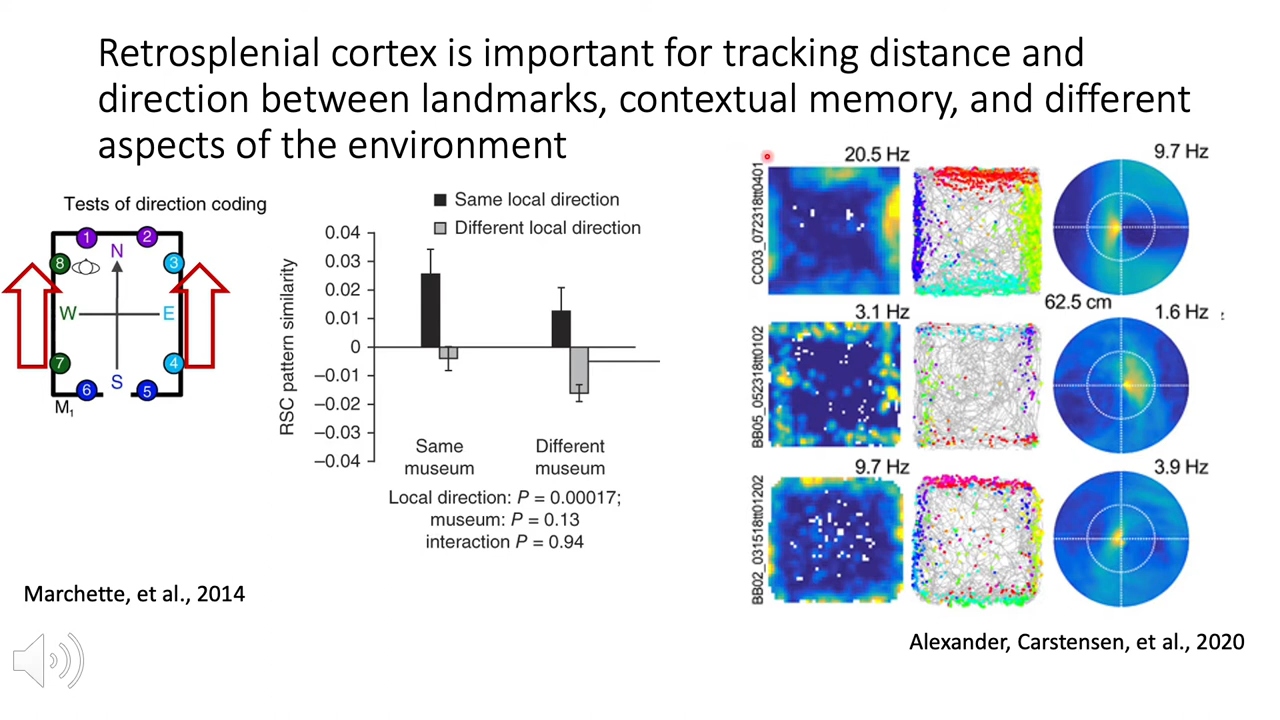 Retrosplenial cortex is important for tracking distance and
direction between landmarks, contextual memory, and different
aspects of the environment
Tests of direction coding
1
2
N
8
3
W
E
7
4
S
6
5
M1
Same local direction
Different local direction
RSC pattern similarity
0.04
0.03
0.02
0.01
0
–0.01
–0.02
–0.03
–0.04
Same
museum
Different
museum
Local direction: P = 0.00017;
museum: P = 0.13
interaction P = 0.94
Marchette, et al., 2014
20.5 Hz
9.7 Hz
CC03_072318tt0401
62.5 cm
3.1 Hz
1.6 Hz
BB05_052318tt0102
9.7 Hz
3.9 Hz
BB02_031518tt01202
Alexander, Carstensen, et al., 2020